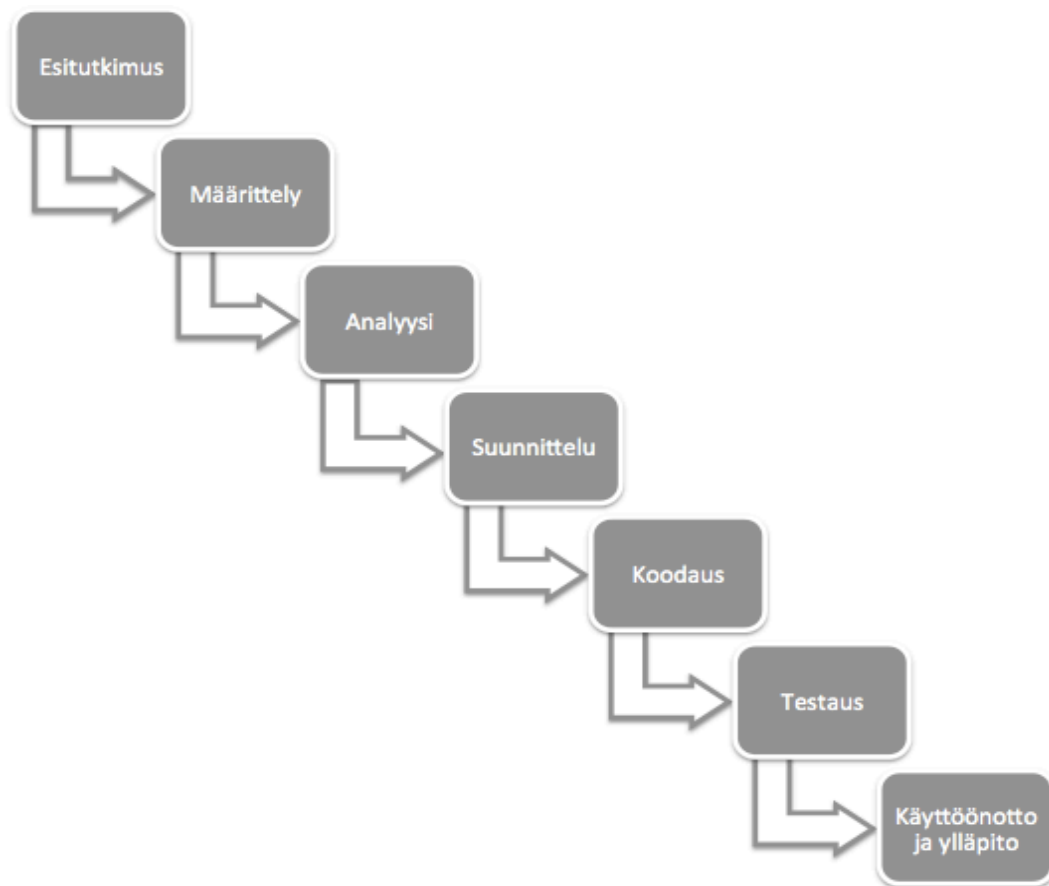 Esitutkimus
Määrittely
Analyysi
Suunnittelu
Koodaus
Testaus
Käyttöönotto
ja ylläpito